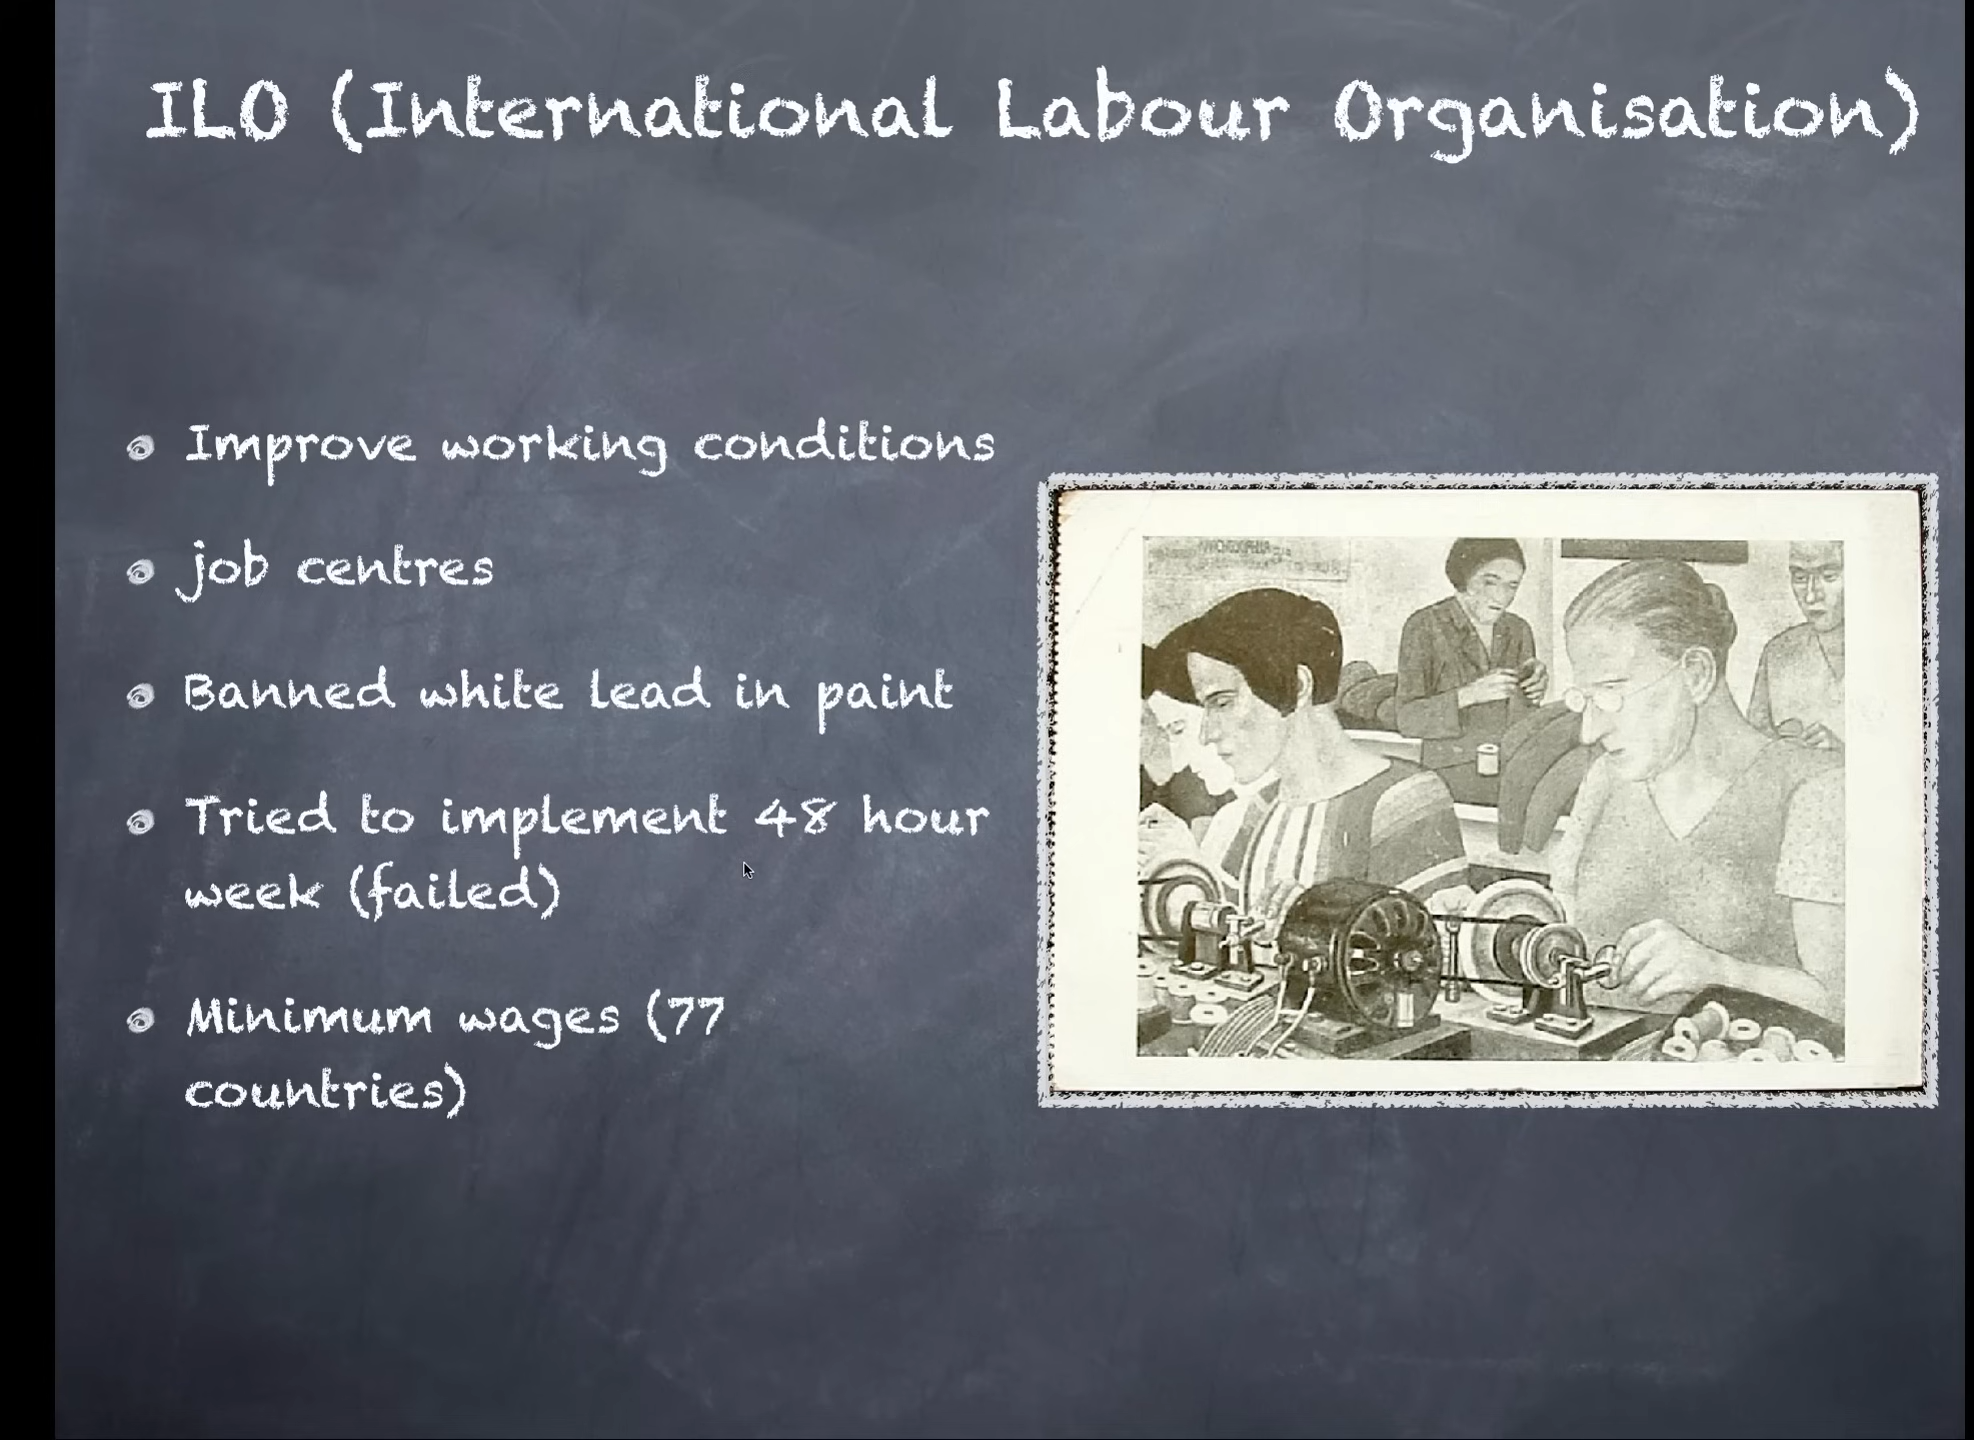 ILO (International Labour Organisation)
Improve working conditions
job centres
Banned white lead in paint
Tried to implement 48 hour
week (failed)
Minimum wages (77
countries)